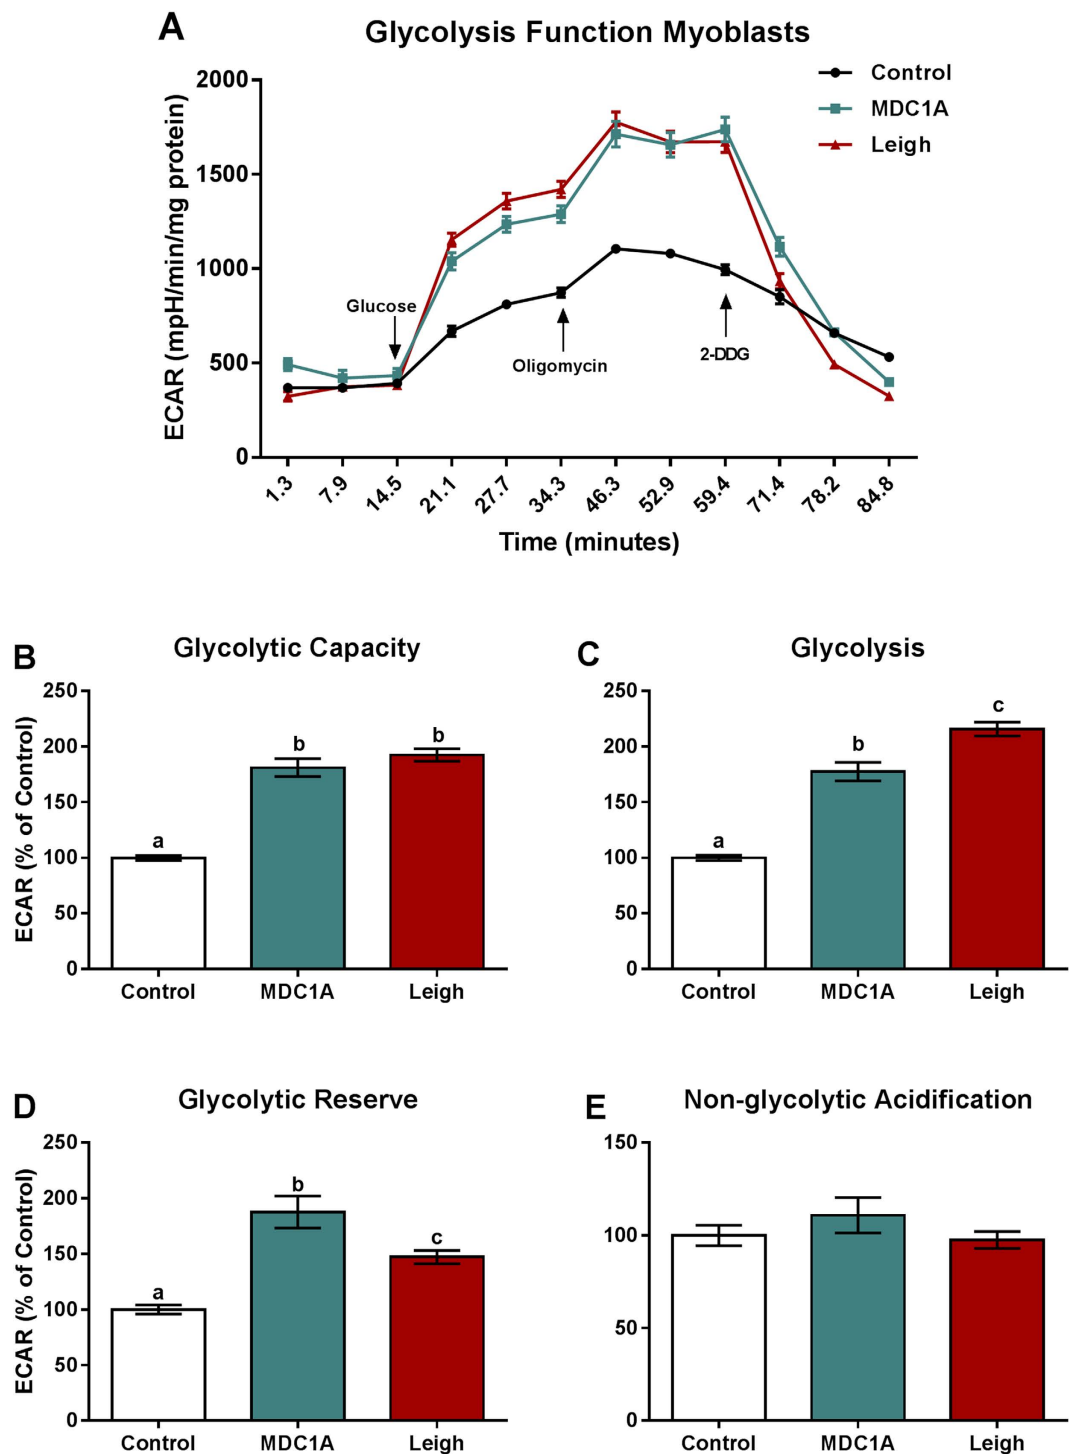 A
Glycolysis Function Myoblasts
Control
MDC1A
Leigh
ECAR (mpH/min/mg protein)
2000
1500
1000
500
0
Glucose
Oligomycin
2-DDG
1.3 7.9 14.5 21.1 27.7 34.3 46.3 52.9 59.4 71.4 78.2 84.8
Time (minutes)
B
Glycolytic Capacity
ECAR (% of Control)
250
200
150
100
50
0
a b b
Control MDC1A Leigh
C
Glycolysis
250
200
150
100
50
0
a b c
Control MDC1A Leigh
D
Glycolytic Reserve
ECAR (% of Control)
250
200
150
100
50
0
a b c
Control MDC1A Leigh
E
Non-glycolytic Acidification
150
100
50
0
Control MDC1A Leigh